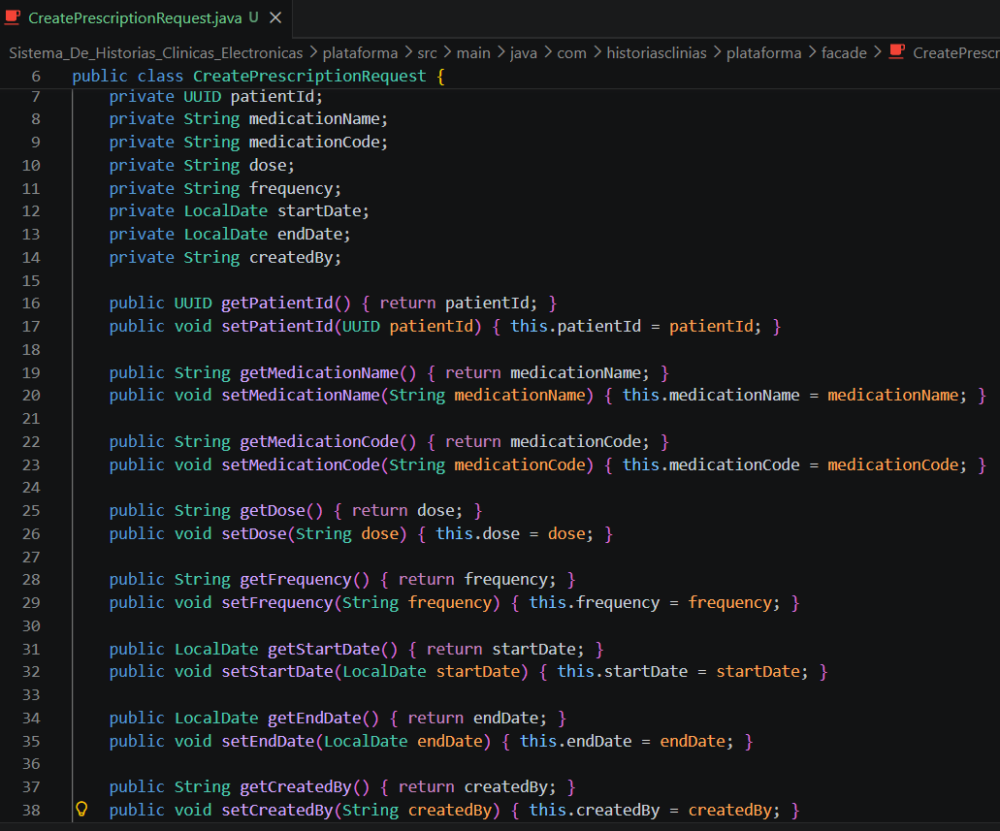 CreatePrescriptionRequest.java U ×
Sistema_De_Historias_Clinicas_Electronicas > plataforma > src > main > java > com > historiasclinias > plataforma > facade > CreatePrescr
6 public class CreatePrescriptionRequest {
7 private UUID patientId;
8 private String medicationName;
9 private String medicationCode;
10 private String dose;
11 private String frequency;
12 private LocalDate startDate;
13 private LocalDate endDate;
14 private String createdBy;
15
16 public UUID getPatientId() { return patientId; }
17 public void setPatientId(UUID patientId) { this.patientId = patientId; }
18
19 public String getMedicationName() { return medicationName; }
20 public void setMedicationName(String medicationName) { this.medicationName = medicationName; }
21
22 public String getMedicationCode() { return medicationCode; }
23 public void setMedicationCode(String medicationCode) { this.medicationCode = medicationCode; }
24
25 public String getDose() { return dose; }
26 public void setDose(String dose) { this.dose = dose; }
27
28 public String getFrequency() { return frequency; }
29 public void setFrequency(String frequency) { this.frequency = frequency; }
30
31 public LocalDate getStartDate() { return startDate; }
32 public void setStartDate(LocalDate startDate) { this.startDate = startDate; }
33
34 public LocalDate getEndDate() { return endDate; }
35 public void setEndDate(LocalDate endDate) { this.endDate = endDate; }
36
37 public String getCreatedBy() { return createdBy; }
38 public void setCreatedBy(String createdBy) { this.createdBy = createdBy; }